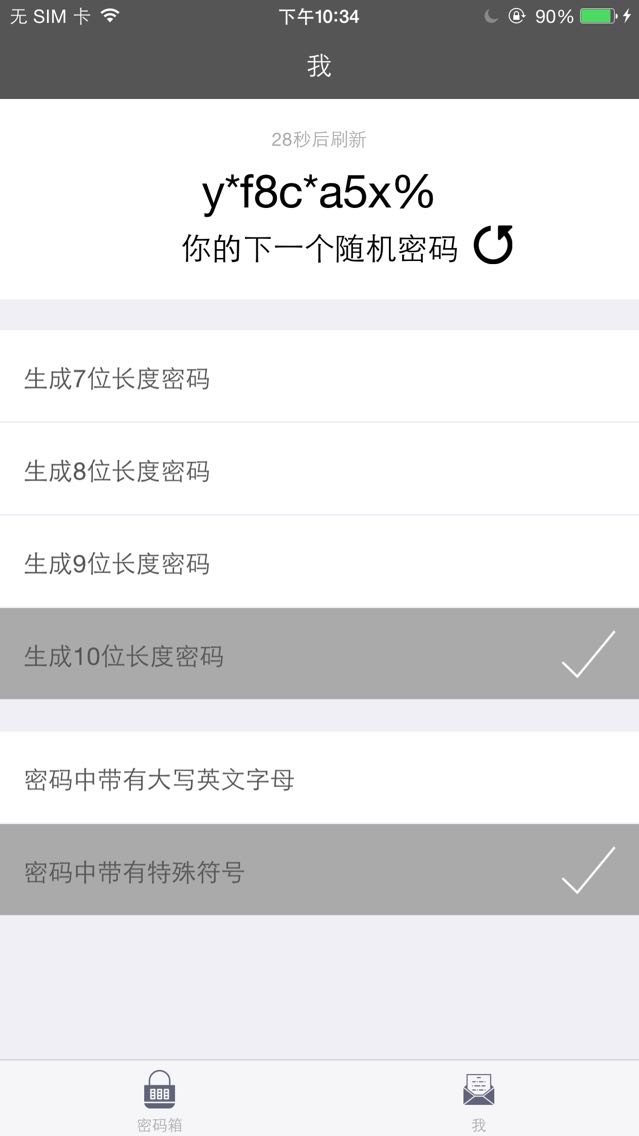 无 SIM 卡 下午10:34 90%
我
28秒后刷新
y*f8c*a5x%
你的下一个随机密码
生成7位长度密码
生成8位长度密码
生成9位长度密码
生成10位长度密码
密码中带有大写英文字母
密码中带有特殊符号
密码箱 我